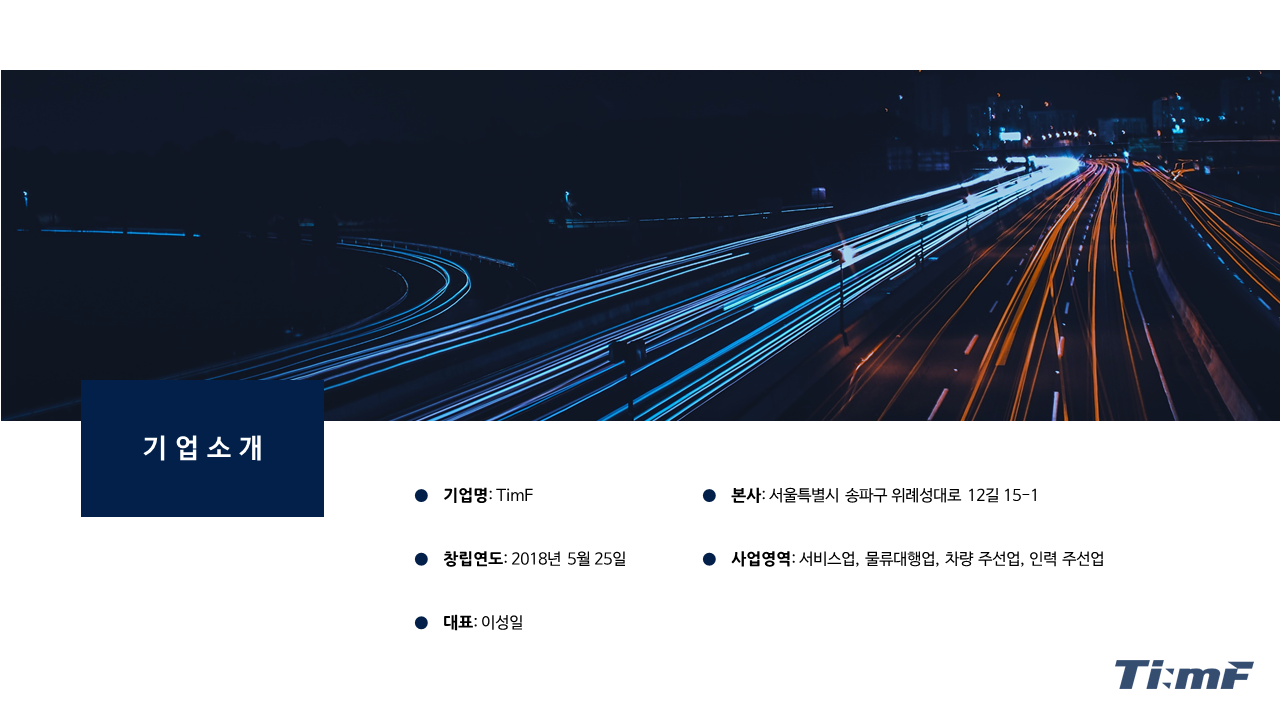 기업소개
기업명: TimF
본사: 서울특별시 송파구 위례성대로 12길 15-1
창립연도: 2018년 5월 25일
사업영역: 서비스업, 물류대행업, 차량 주선업, 인력 주선업
대표: 이성일
Ti:mF